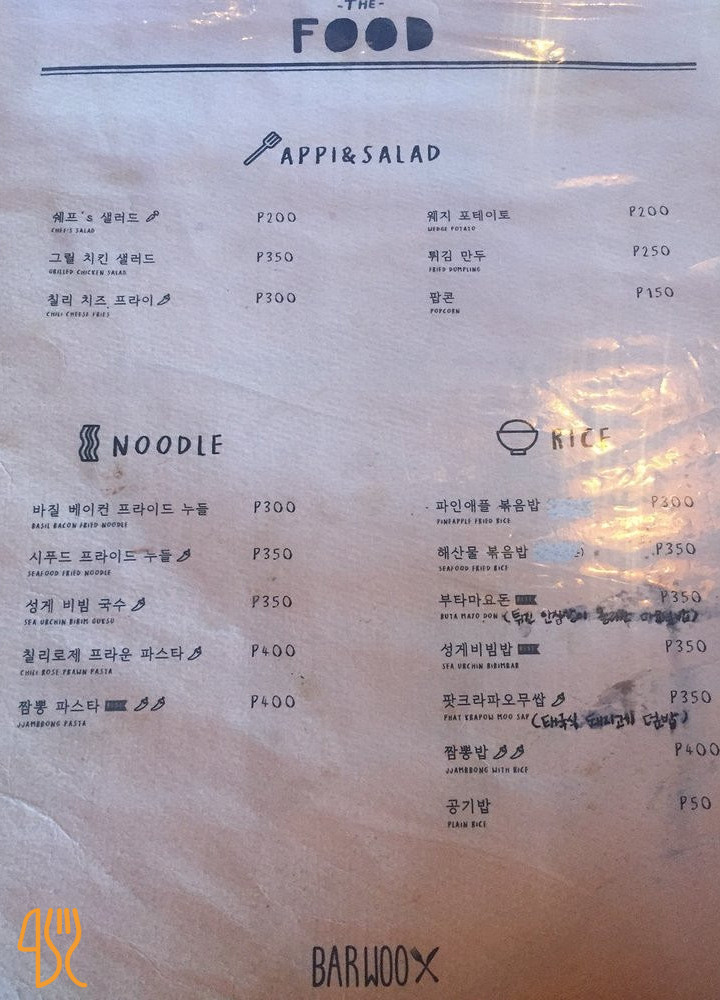 -THE-
FOOD
APPI&SALAD
쉐프's 샐러드 P200
CHEF'S SALAD
그릴 치킨 샐러드 P350
GRILLED CHICKEN SALAD
칠리 치즈 프라이 P300
CHILI CHEESE FRIES
웨지 포테이토 P200
WEDGE POTATO
튀김 만두 P250
FRIED DUMPLING
팝콘 P150
POPCORN
NOODLE
바질 베이컨 프라이드 누들 P300
BASIL BACON FRIED NOODLE
시푸드 프라이드 누들 P350
SEAFOOD FRIED NOODLE
성게 비빔 국수 P350
SEA URCHIN BIBIM GUKSU
칠리로제 프라운 파스타 P400
CHILI ROSE PRAWN PASTA
짬뽕 파스타 P400
JJAMBBONG PASTA
RICE
파인애플 볶음밥 P300
PINEAPPLE FRIED RICE
해산물 볶음밥 P350
SEAFOOD FRIED RICE
부타마요돈 P350
BUTA MAYO DON
성게비빔밥 P350
SEA URCHIN BIBIMBAB
팟크라파오무쌉 P350
PHAT KRAPOW MOO SAP (태국식 돼지고기 덮밥)
짬뽕밥 P400
JJAMBBONG WITH RICE
공기밥 P50
PLAIN RICE
BARWOO